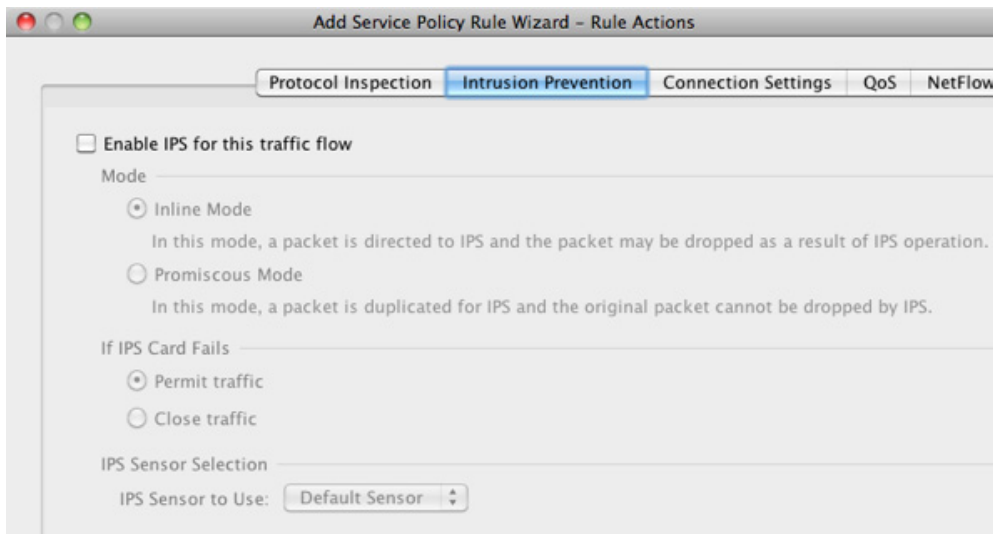 Add Service Policy Rule Wizard – Rule Actions
Protocol Inspection Intrusion Prevention Connection Settings QoS NetFlow
Enable IPS for this traffic flow
Mode
Inline Mode
In this mode, a packet is directed to IPS and the packet may be dropped as a result of IPS operation.
Promiscous Mode
In this mode, a packet is duplicated for IPS and the original packet cannot be dropped by IPS.
If IPS Card Fails
Permit traffic
Close traffic
IPS Sensor Selection
IPS Sensor to Use: Default Sensor